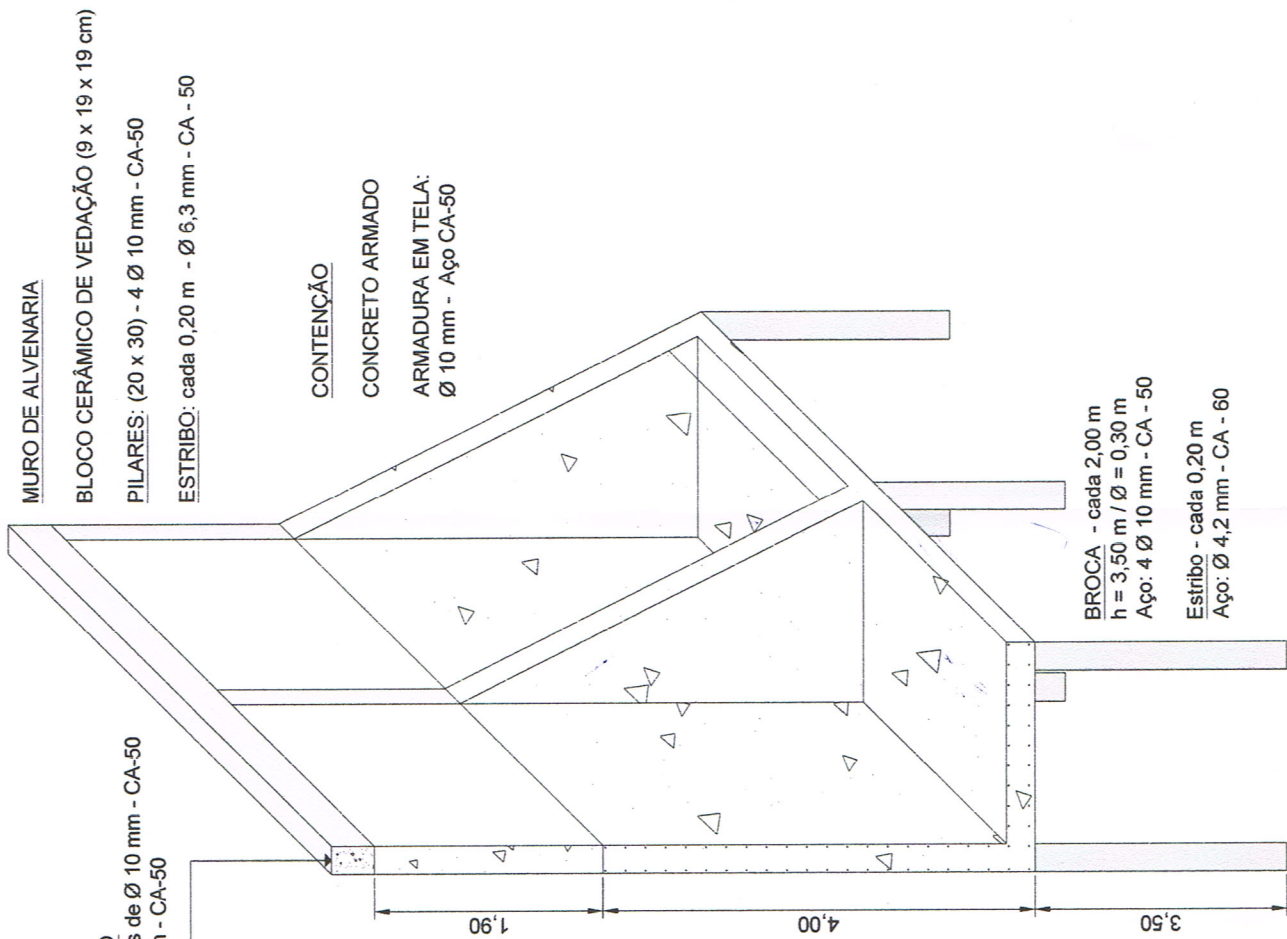 MURO DE ALVENARIA
BLOCO CERÂMICO DE VEDAÇÃO (9 x 19 x 19 cm)
PILARES: (20 x 30) - 4 Ø 10 mm - CA-50
ESTRIBO: cada 0,20 m - Ø 6,3 mm - CA - 50
CONTENÇÃO
CONCRETO ARMADO
ARMADURA EM TELA:
Ø 10 mm - Aço CA-50
s de Ø 10 mm - CA-50
- CA-50
1,90
4,00
3,50
BROCA - cada 2,00 m
h = 3,50 m / Ø = 0,30 m
Aço: 4 Ø 10 mm - CA - 50
Estribo - cada 0,20 m
Aço: Ø 4,2 mm - CA - 60